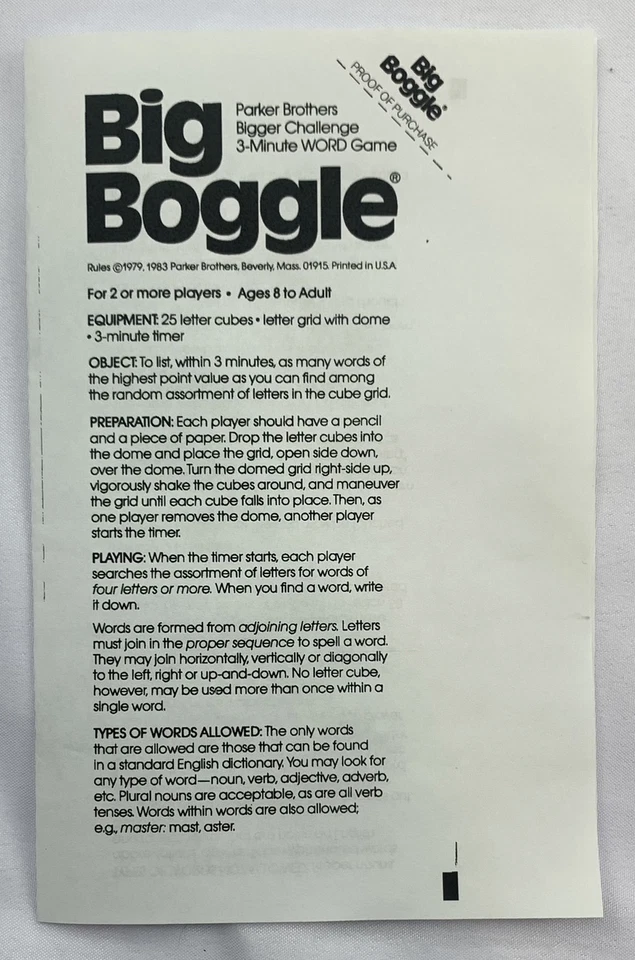 Big
Boggle®
PROOF OF PURCHASE
Big
Boggle®
Parker Brothers
Bigger Challenge
3-Minute WORD Game
Rules ©1979, 1983 Parker Brothers, Beverly, Mass. 01915. Printed in U.S.A.
For 2 or more players • Ages 8 to Adult
EQUIPMENT: 25 letter cubes • letter grid with dome
• 3-minute timer
OBJECT: To list, within 3 minutes, as many words of
the highest point value as you can find among
the random assortment of letters in the cube grid.
PREPARATION: Each player should have a pencil
and a piece of paper. Drop the letter cubes into
the dome and place the grid, open side down,
over the dome. Turn the domed grid right-side up,
vigorously shake the cubes around, and maneuver
the grid until each cube falls into place. Then, as
one player removes the dome, another player
starts the timer.
PLAYING: When the timer starts, each player
searches the assortment of letters for words of
four letters or more. When you find a word, write
it down.
Words are formed from adjoining letters. Letters
must join in the proper sequence to spell a word.
They may join horizontally, vertically or diagonally
to the left, right or up-and-down. No letter cube,
however, may be used more than once within a
single word.
TYPES OF WORDS ALLOWED: The only words
that are allowed are those that can be found
in a standard English dictionary. You may look for
any type of word—noun, verb, adjective, adverb,
etc. Plural nouns are acceptable, as are all verb
tenses. Words within words are also allowed;
e.g., master: mast, aster.